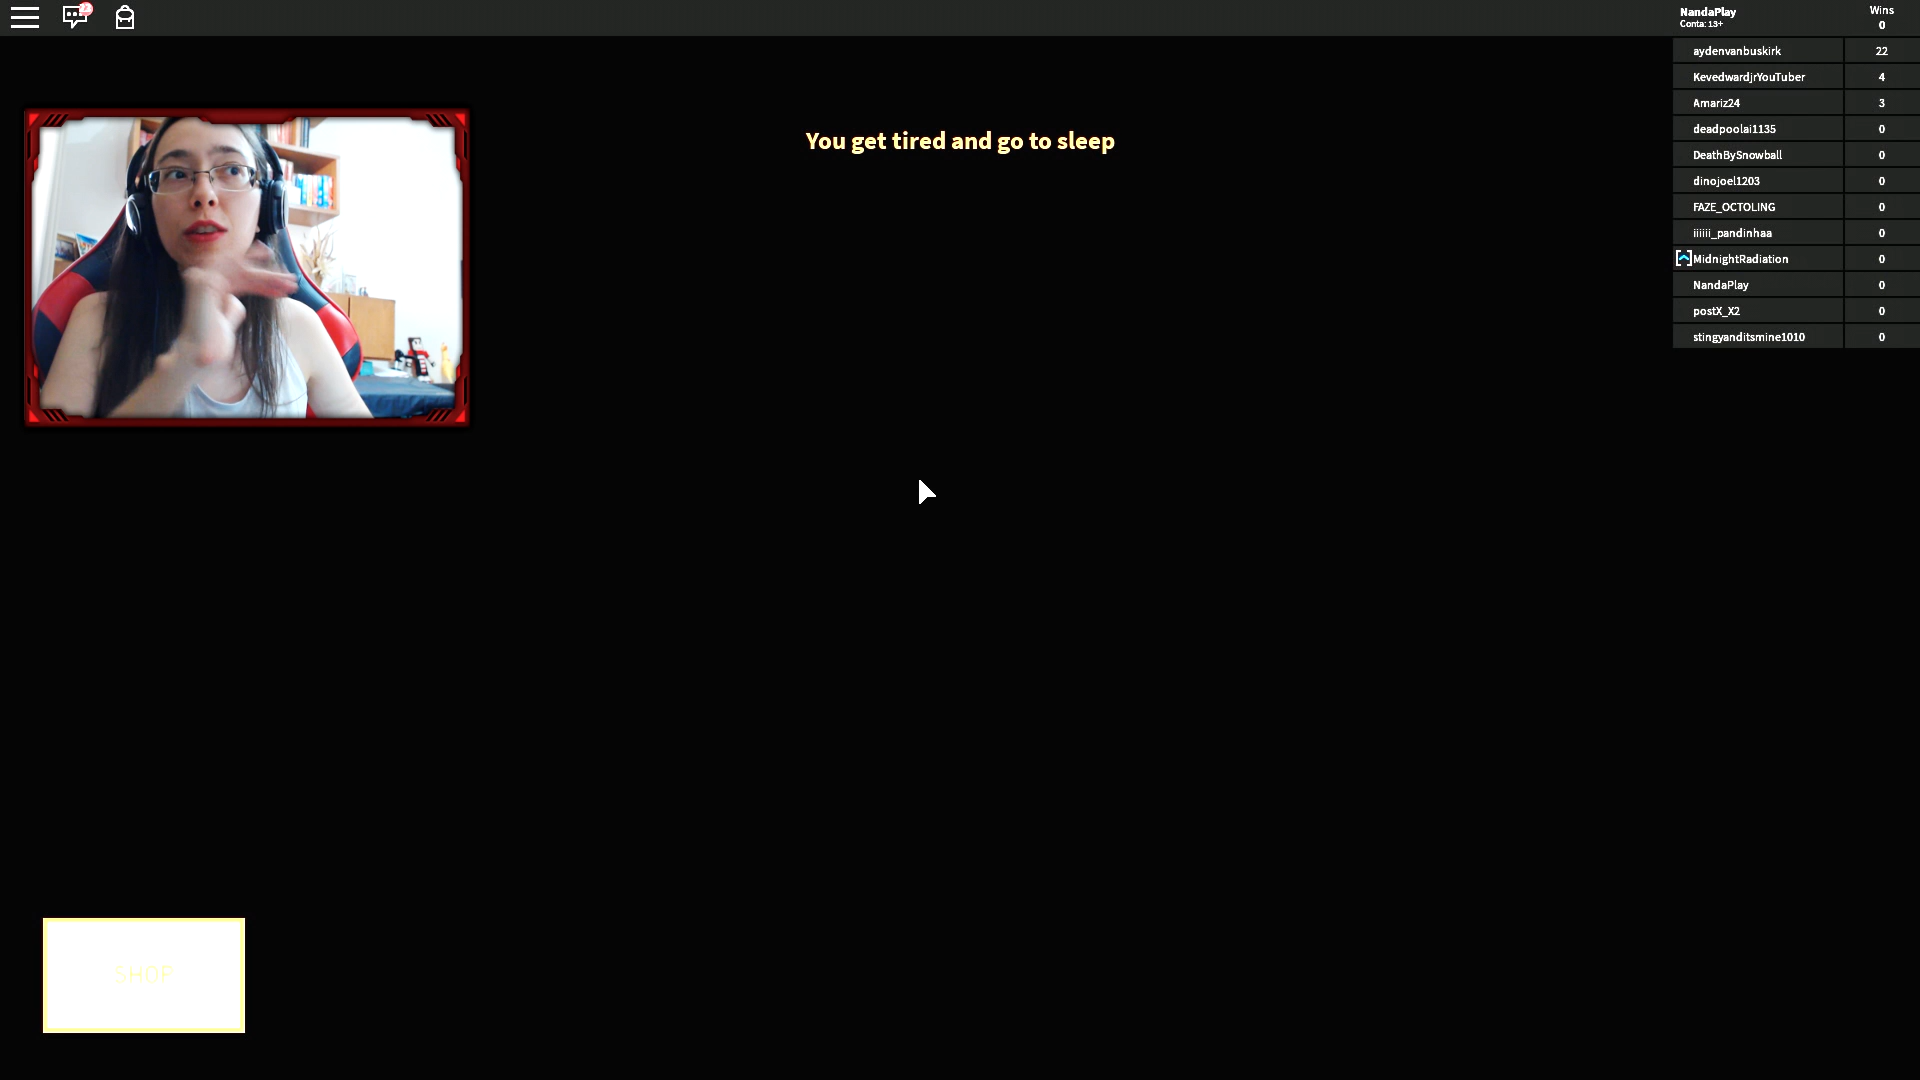 23
NandaPlay
Conta: 13+
Wins
0
You get tired and go to sleep
aydenvanbuskirk 22
KevedwardjrYouTuber 4
Amariz24 3
deadpoolai1135 0
DeathBySnowball 0
dinojoel1203 0
FAZE_OCTOLING 0
iiiiii_pandinhaa 0
MidnightRadiation 0
NandaPlay 0
postX_X2 0
stingyanditsmine1010 0
SHOP